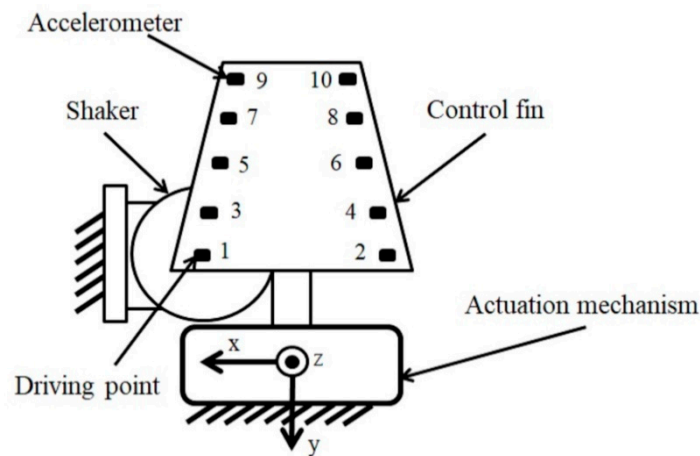 Accelerometer
9 10
Shaker
7 8
Control fin
5 6
3 4
1 2
Actuation mechanism
x
z
Driving point
y